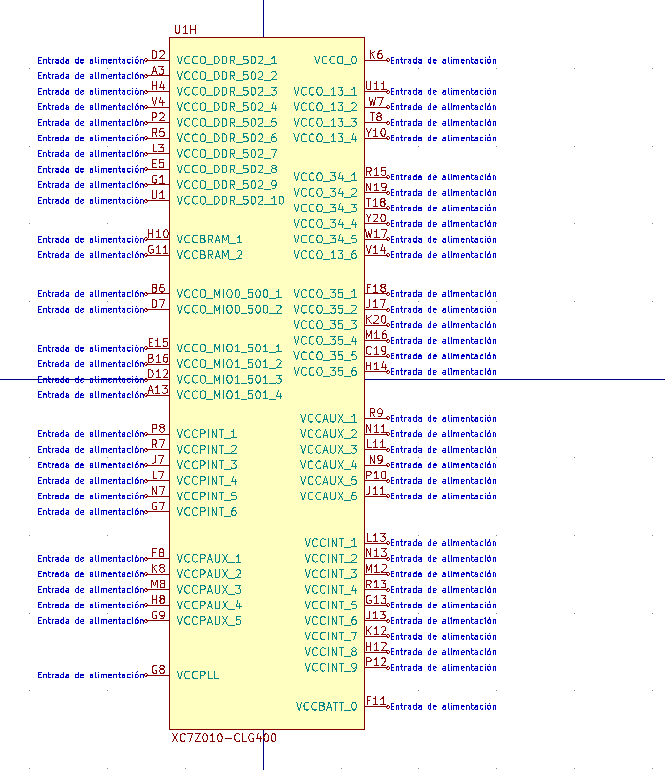 U1H
Entrada de alimentación D2 VCCO_DDR_502_1 VCCO_0 K6 Entrada de alimentación
Entrada de alimentación A3 VCCO_DDR_502_2
Entrada de alimentación H4 VCCO_DDR_502_3 VCCO_13_1 U11 Entrada de alimentación
Entrada de alimentación V4 VCCO_DDR_502_4 VCCO_13_2 W7 Entrada de alimentación
Entrada de alimentación P2 VCCO_DDR_502_5 VCCO_13_3 T8 Entrada de alimentación
Entrada de alimentación R5 VCCO_DDR_502_6 VCCO_13_4 Y10 Entrada de alimentación
Entrada de alimentación L3 VCCO_DDR_502_7
Entrada de alimentación E5 VCCO_DDR_502_8 VCCO_34_1 R15 Entrada de alimentación
Entrada de alimentación G1 VCCO_DDR_502_9 VCCO_34_2 N19 Entrada de alimentación
Entrada de alimentación U1 VCCO_DDR_502_10 VCCO_34_3 T18 Entrada de alimentación
VCCO_34_4 Y20 Entrada de alimentación
Entrada de alimentación H10 VCCBRAM_1 VCCO_34_5 W17 Entrada de alimentación
Entrada de alimentación G11 VCCBRAM_2 VCCO_13_6 V14 Entrada de alimentación
Entrada de alimentación B6 VCCO_MIO0_500_1 VCCO_35_1 F18 Entrada de alimentación
Entrada de alimentación D7 VCCO_MIO0_500_2 VCCO_35_2 J17 Entrada de alimentación
VCCO_35_3 K20 Entrada de alimentación
Entrada de alimentación E15 VCCO_MIO1_501_1 VCCO_35_4 M16 Entrada de alimentación
Entrada de alimentación B16 VCCO_MIO1_501_2 VCCO_35_5 C19 Entrada de alimentación
Entrada de alimentación D12 VCCO_MIO1_501_3 VCCO_35_6 H14 Entrada de alimentación
Entrada de alimentación A13 VCCO_MIO1_501_4
VCCAUX_1 R9 Entrada de alimentación
Entrada de alimentación P8 VCCPINT_1 VCCAUX_2 N11 Entrada de alimentación
Entrada de alimentación R7 VCCPINT_2 VCCAUX_3 L11 Entrada de alimentación
Entrada de alimentación J7 VCCPINT_3 VCCAUX_4 N9 Entrada de alimentación
Entrada de alimentación L7 VCCPINT_4 VCCAUX_5 P10 Entrada de alimentación
Entrada de alimentación N7 VCCPINT_5 VCCAUX_6 J11 Entrada de alimentación
Entrada de alimentación G7 VCCPINT_6
VCCINT_1 L13 Entrada de alimentación
Entrada de alimentación F8 VCCPAUX_1 VCCINT_2 N13 Entrada de alimentación
Entrada de alimentación K8 VCCPAUX_2 VCCINT_3 M12 Entrada de alimentación
Entrada de alimentación M8 VCCPAUX_3 VCCINT_4 R13 Entrada de alimentación
Entrada de alimentación H8 VCCPAUX_4 VCCINT_5 G13 Entrada de alimentación
Entrada de alimentación G9 VCCPAUX_5 VCCINT_6 J13 Entrada de alimentación
VCCINT_7 K12 Entrada de alimentación
VCCINT_8 H12 Entrada de alimentación
VCCINT_9 P12 Entrada de alimentación
Entrada de alimentación G8 VCCPLL
VCCBATT_0 F11 Entrada de alimentación
XC7Z010-CLG400